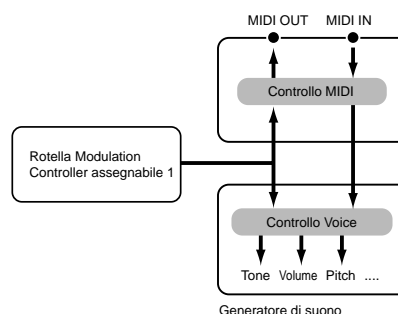 MIDI OUT MIDI IN
Controllo MIDI
Rotella Modulation
Controller assegnabile 1
Controllo Voice
Tone Volume Pitch ....
Generatore di suono